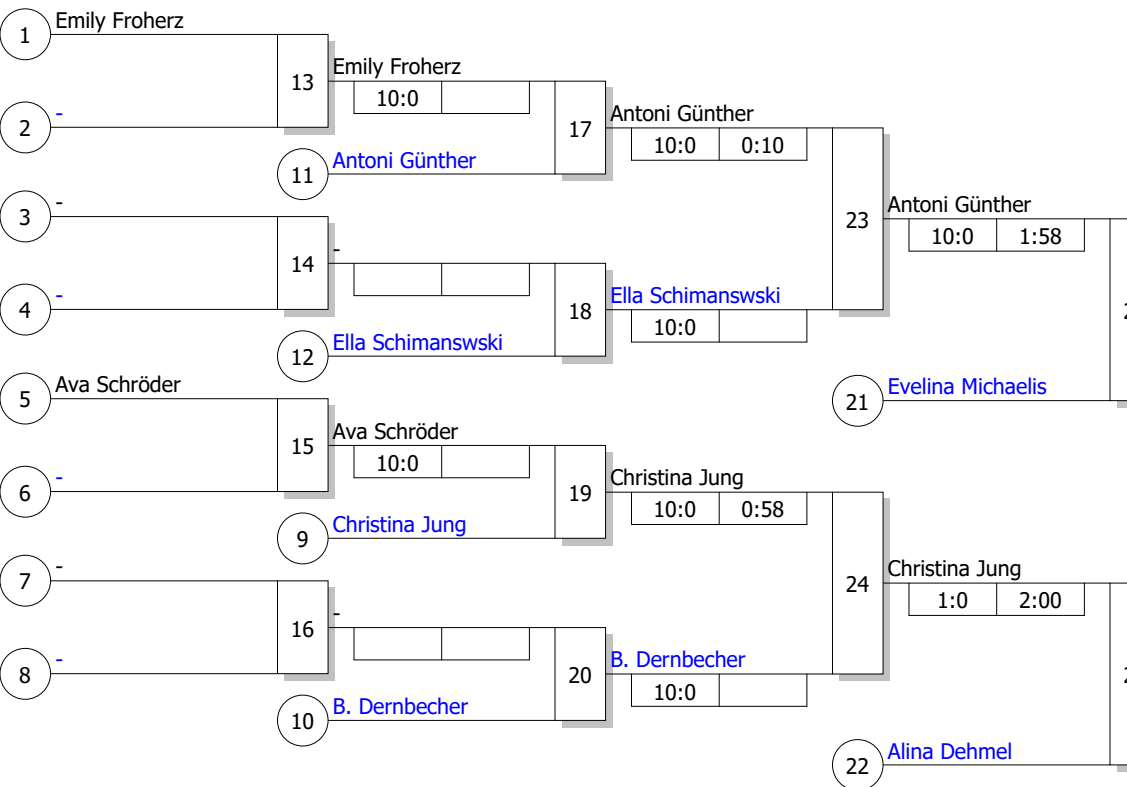 1 Emily Froherz
13 Emily Froherz
10:0
2 -
17 Antoni Günther
10:0 0:10
11 Antoni Günther
3 -
23 Antoni Günther
10:0 1:58
14 -
4 -
18 Ella Schimanswski
10:0
12 Ella Schimanswski
5 Ava Schröder
21 Evelina Michaelis
15 Ava Schröder
10:0
6 -
19 Christina Jung
10:0 0:58
9 Christina Jung
7 -
24 Christina Jung
1:0 2:00
16 -
8 -
20 B. Dernbecher
10:0
10 B. Dernbecher
22 Alina Dehmel